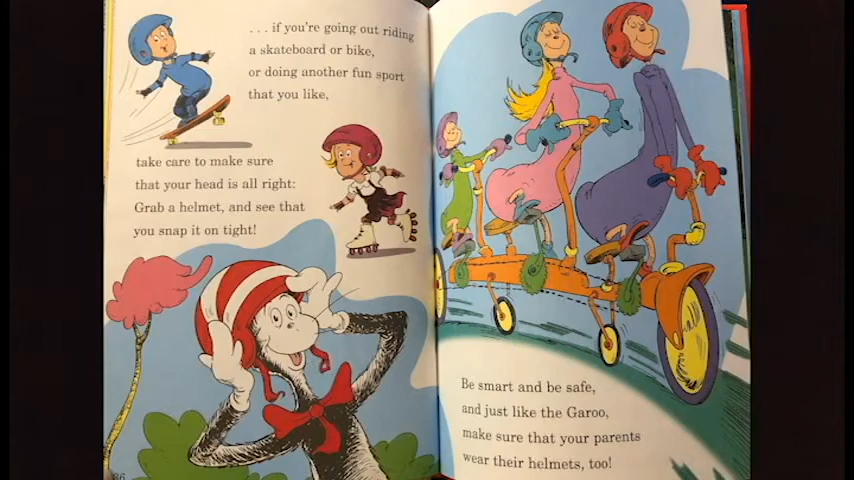 . . . if you're going out riding
a skateboard or bike,
or doing another fun sport
that you like,
take care to make sure
that your head is all right:
Grab a helmet, and see that
you snap it on tight!
36
Be smart and be safe,
and just like the Garoo,
make sure that your parents
wear their helmets, too!